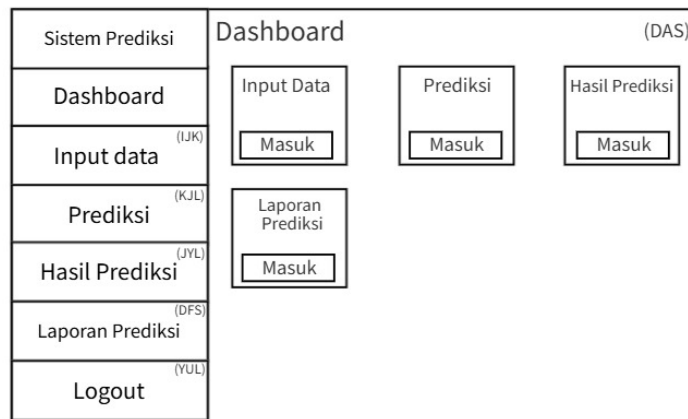 Sistem Prediksi
Dashboard
(IJK)
Input data
(KJL)
Prediksi
(JYL)
Hasil Prediksi
(DFS)
Laporan Prediksi
(YUL)
Logout
Dashboard
(DAS)
Input Data
Masuk
Prediksi
Masuk
Hasil Prediksi
Masuk
Laporan
Prediksi
Masuk